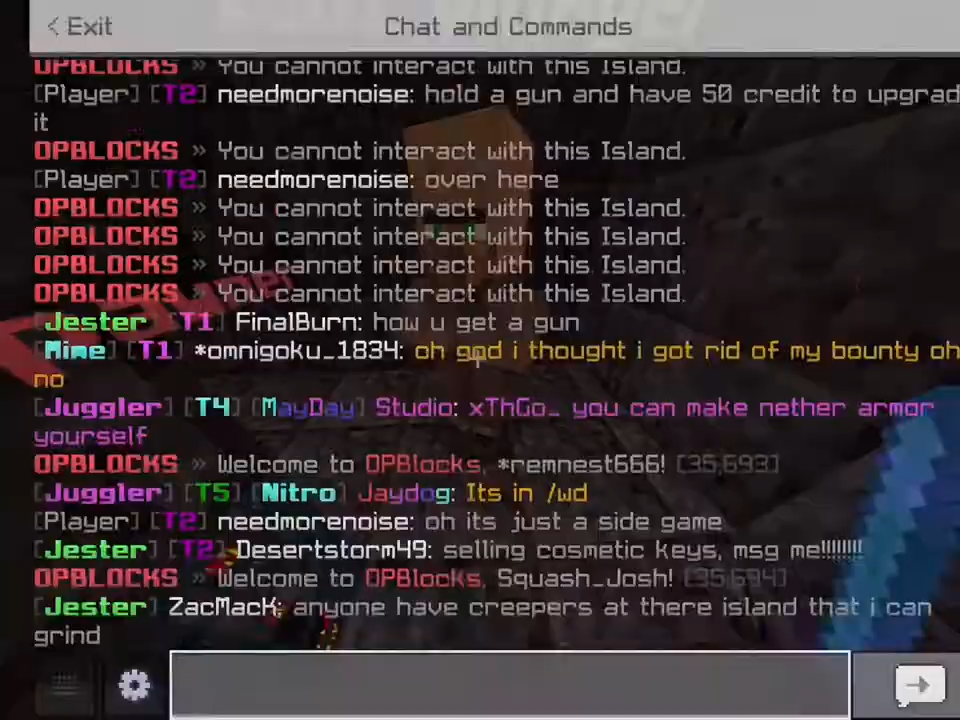 < Exit
Chat and Commands
OPBLOCKS » You cannot interact with this Island.
[Player] [T2] needmorenoise: hold a gun and have 50 credit to upgrad
it
OPBLOCKS » You cannot interact with this Island.
[Player] [T2] needmorenoise: over here
OPBLOCKS » You cannot interact with this Island.
OPBLOCKS » You cannot interact with this Island.
OPBLOCKS » You cannot interact with this Island.
OPBLOCKS » You cannot interact with this Island.
[Jester] [T1] FinalBurn: how u get a gun
[Mime] [T1] *omnigoku_1834: oh god i thought i got rid of my bounty oh
no
[Juggler] [T4] [MayDay] Studio: xThGo_ you can make nether armor
yourself
OPBLOCKS » Welcome to OPBlocks, *remnest666! [35,693]
[Juggler] [T5] [Nitro] Jaydog: Its in /wd
[Player] [T2] needmorenoise: oh its just a side game
[Jester] [T2] Desertstorm49: selling cosmetic keys, msg me!!!!!!!!
OPBLOCKS » Welcome to OPBlocks, Squash_Josh! [35,694]
[Jester] ZacMacK: anyone have creepers at there island that i can
grind